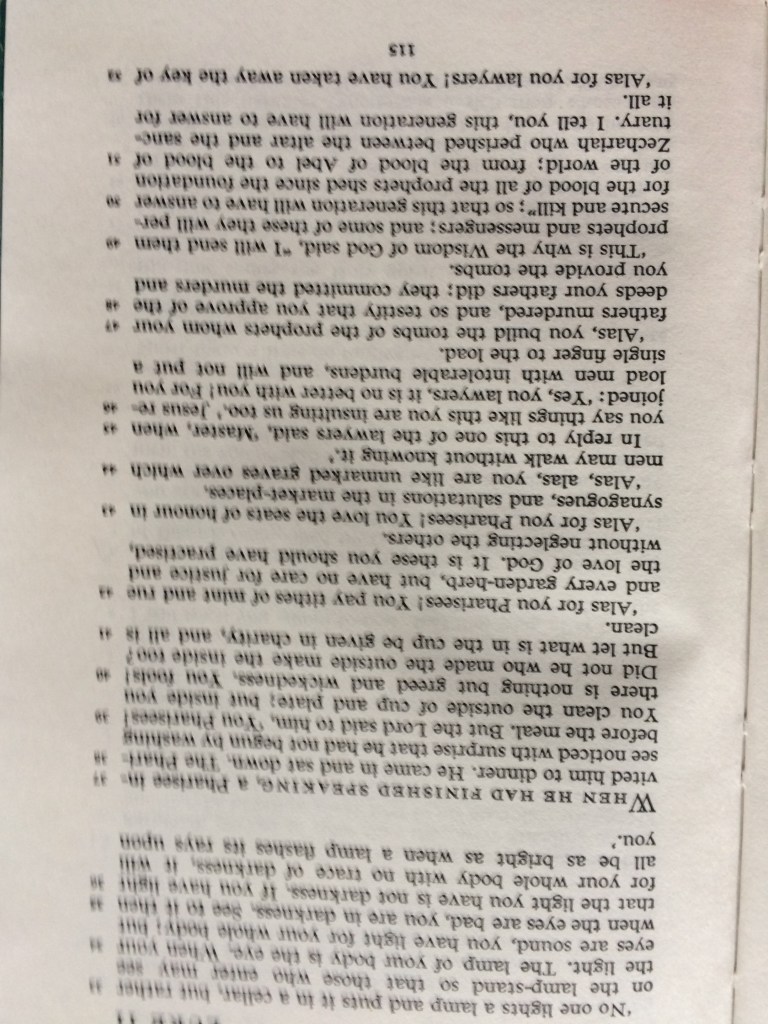 LUKE 11
'No one lights a lamp and puts it in a cellar, but rather 33
on the lamp-stand so that those who enter may see
the light. The lamp of your body is the eye. When your 34
eyes are sound, you have light for your whole body; but
when the eyes are bad, you are in darkness. See to it then 35
that the light you have is not darkness. If you have light 36
for your whole body with no trace of darkness, it will
all be as bright as when a lamp flashes its rays upon
you.'
WHEN HE HAD FINISHED SPEAKING, a Pharisee in- 37
vited him to dinner. He came in and sat down. The Phari- 38
see noticed with surprise that he had not begun by washing
before the meal. But the Lord said to him, 'You Pharisees! 39
You clean the outside of cup and plate; but inside you
there is nothing but greed and wickedness. You fools! 40
Did not he who made the outside make the inside too?
But let what is in the cup be given in charity, and all is 41
clean.
'Alas for you Pharisees! You pay tithes of mint and rue 42
and every garden-herb, but have no care for justice and
the love of God. It is these you should have practised,
without neglecting the others.
'Alas for you Pharisees! You love the seats of honour in 43
synagogues, and salutations in the market-places.
'Alas, alas, you are like unmarked graves over which 44
men may walk without knowing it.'
In reply to this one of the lawyers said, 'Master, when 45
you say things like this you are insulting us too.' Jesus re- 46
joined: 'Yes, you lawyers, it is no better with you! For you
load men with intolerable burdens, and will not put a
single finger to the load.
'Alas, you build the tombs of the prophets whom your 47
fathers murdered, and so testify that you approve of the 48
deeds your fathers did; they committed the murders and
you provide the tombs.
'This is why the Wisdom of God said, "I will send them 49
prophets and messengers; and some of these they will per-
secute and kill"; so that this generation will have to answer 50
for the blood of all the prophets shed since the foundation
of the world; from the blood of Abel to the blood of 51
Zechariah who perished between the altar and the sanc-
tuary. I tell you, this generation will have to answer for
it all.
'Alas for you lawyers! You have taken away the key of 52
115